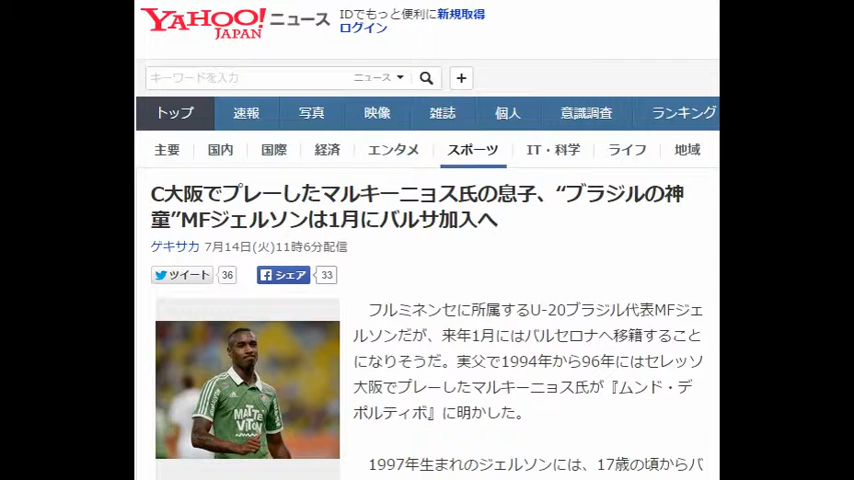 YAHOO! JAPAN ニュース
IDでもっと便利に新規取得
ログイン
キーワードを入力 ニュース
トップ 速報 写真 映像 雑誌 個人 意識調査 ランキング
主要 国内 国際 経済 エンタメ スポーツ IT・科学 ライフ 地域
C大阪でプレーしたマルキーニョス氏の息子、“ブラジルの神
童”MFジェルソンは1月にバルサ加入へ
ゲキサカ 7月14日(火)11時6分配信
ツイート 36 シェア 33
フルミネンセに所属するU-20ブラジル代表MFジェ
ルソンだが、来年1月にはバルセロナへ移籍すること
になりそうだ。実父で1994年から96年にはセレッソ
大阪でプレーしたマルキーニョス氏が『ムンド・デ
ポルティボ』に明かした。
1997年生まれのジェルソンには、17歳の頃からバ
MATTE
VITON